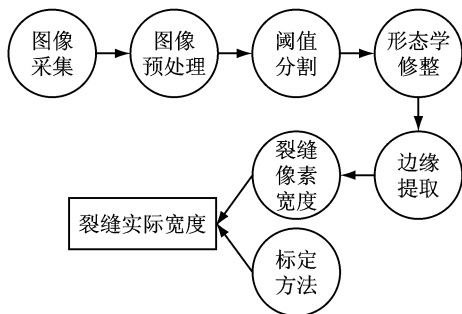 图像
采集
图像
预处理
阈值
分割
形态学
修整
边缘
提取
裂缝
像素
宽度
裂缝实际宽度
标定
方法